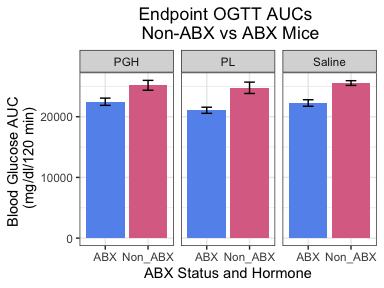 Endpoint OGTT AUCs
Non-ABX vs ABX Mice
PGH PL Saline
Blood Glucose AUC
(mg/dl/120 min)
20000
10000
0
ABX Non_ABX ABX Non_ABX ABX Non_ABX
ABX Status and Hormone